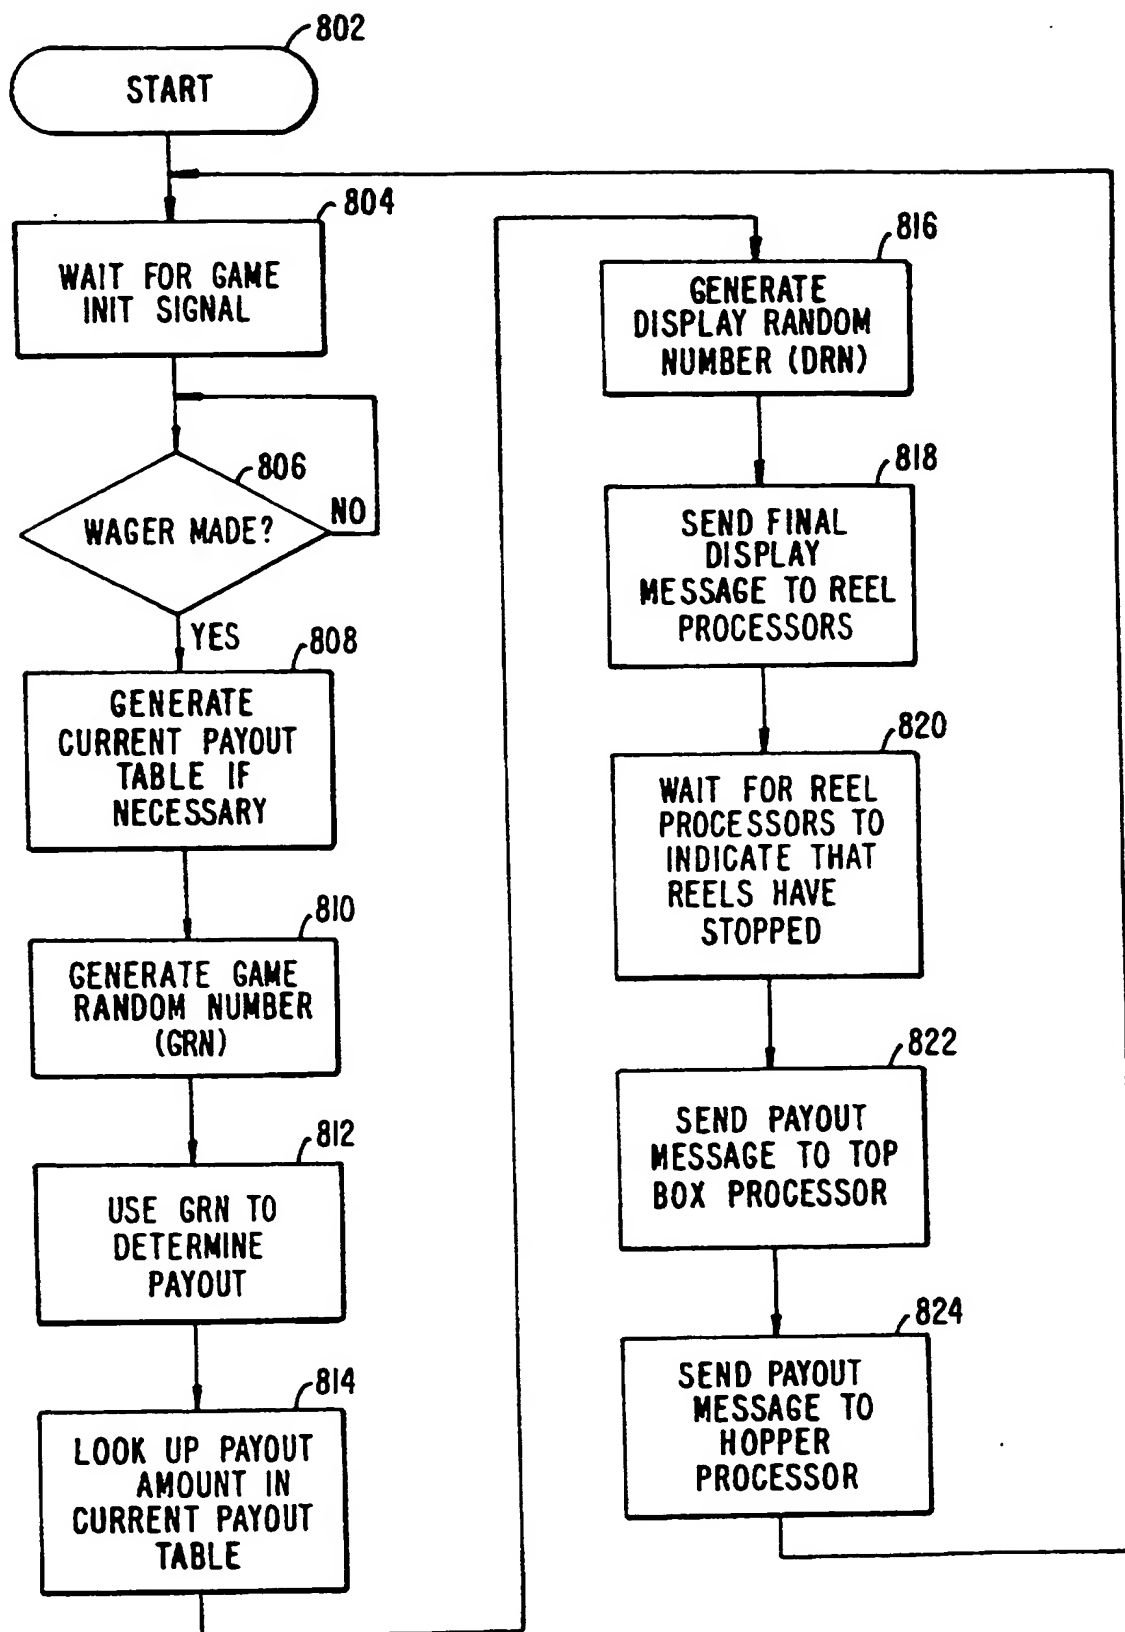 802
START
804
WAIT FOR GAME
INIT SIGNAL
806
WAGER MADE?
NO
YES
808
GENERATE
CURRENT PAYOUT
TABLE IF
NECESSARY
810
GENERATE GAME
RANDOM NUMBER
(GRN)
812
USE GRN TO
DETERMINE
PAYOUT
814
LOOK UP PAYOUT
AMOUNT IN
CURRENT PAYOUT
TABLE
816
GENERATE
DISPLAY RANDOM
NUMBER (DRN)
818
SEND FINAL
DISPLAY
MESSAGE TO REEL
PROCESSORS
820
WAIT FOR REEL
PROCESSORS TO
INDICATE THAT
REELS HAVE
STOPPED
822
SEND PAYOUT
MESSAGE TO TOP
BOX PROCESSOR
824
SEND PAYOUT
MESSAGE TO
HOPPER
PROCESSOR